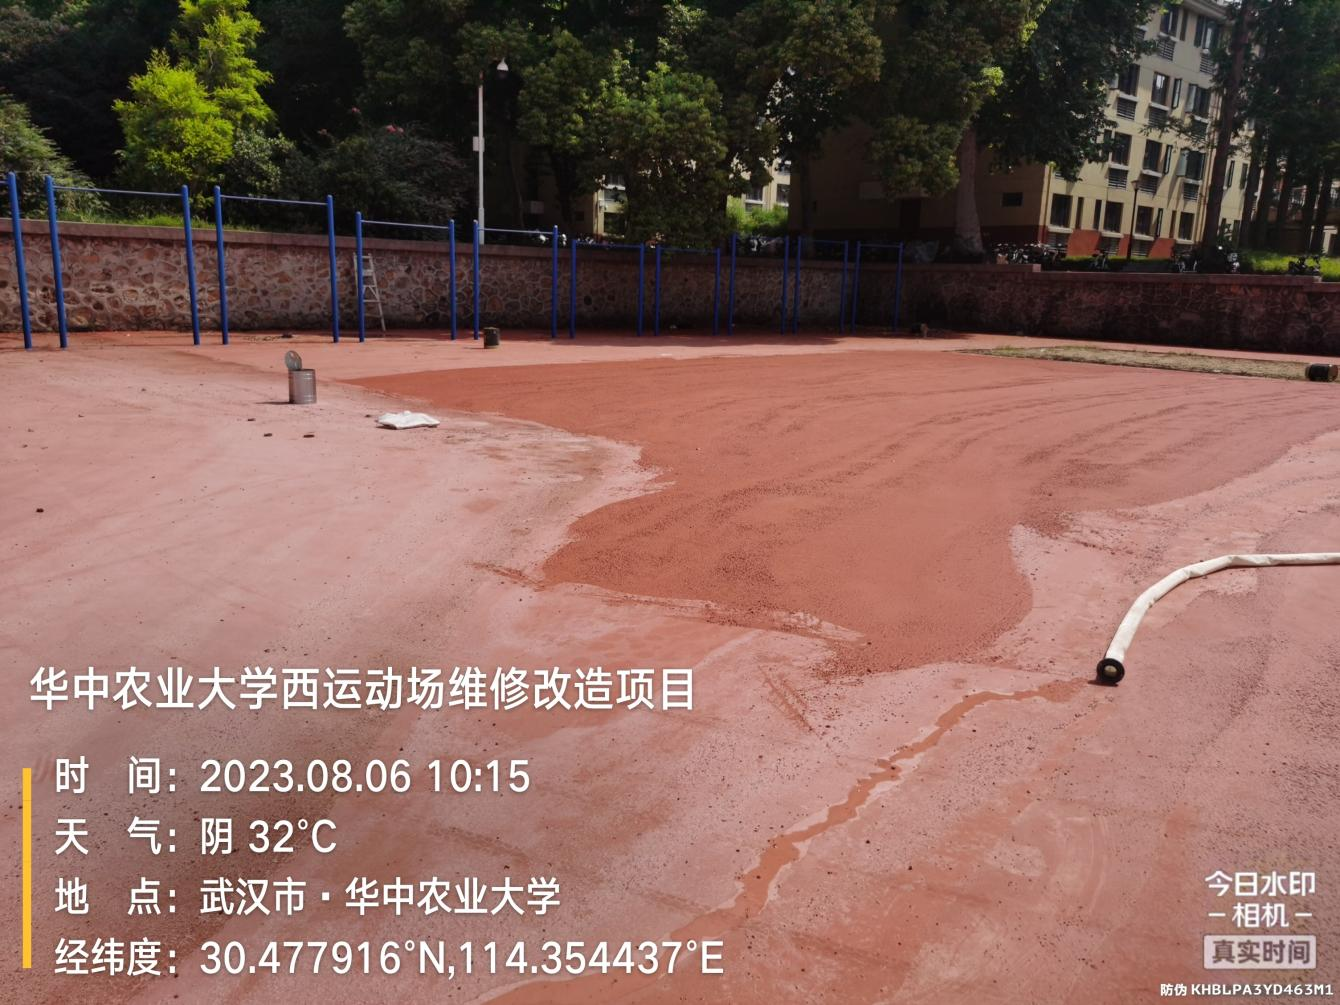 华中农业大学西运动场维修改造项目
时 间：2023.08.06 10:15
天 气：阴 32°C
地 点：武汉市·华中农业大学
经纬度：30.477916°N,114.354437°E
今日水印
-相机-
真实时间
防伪 KHBLPA3YD463M1